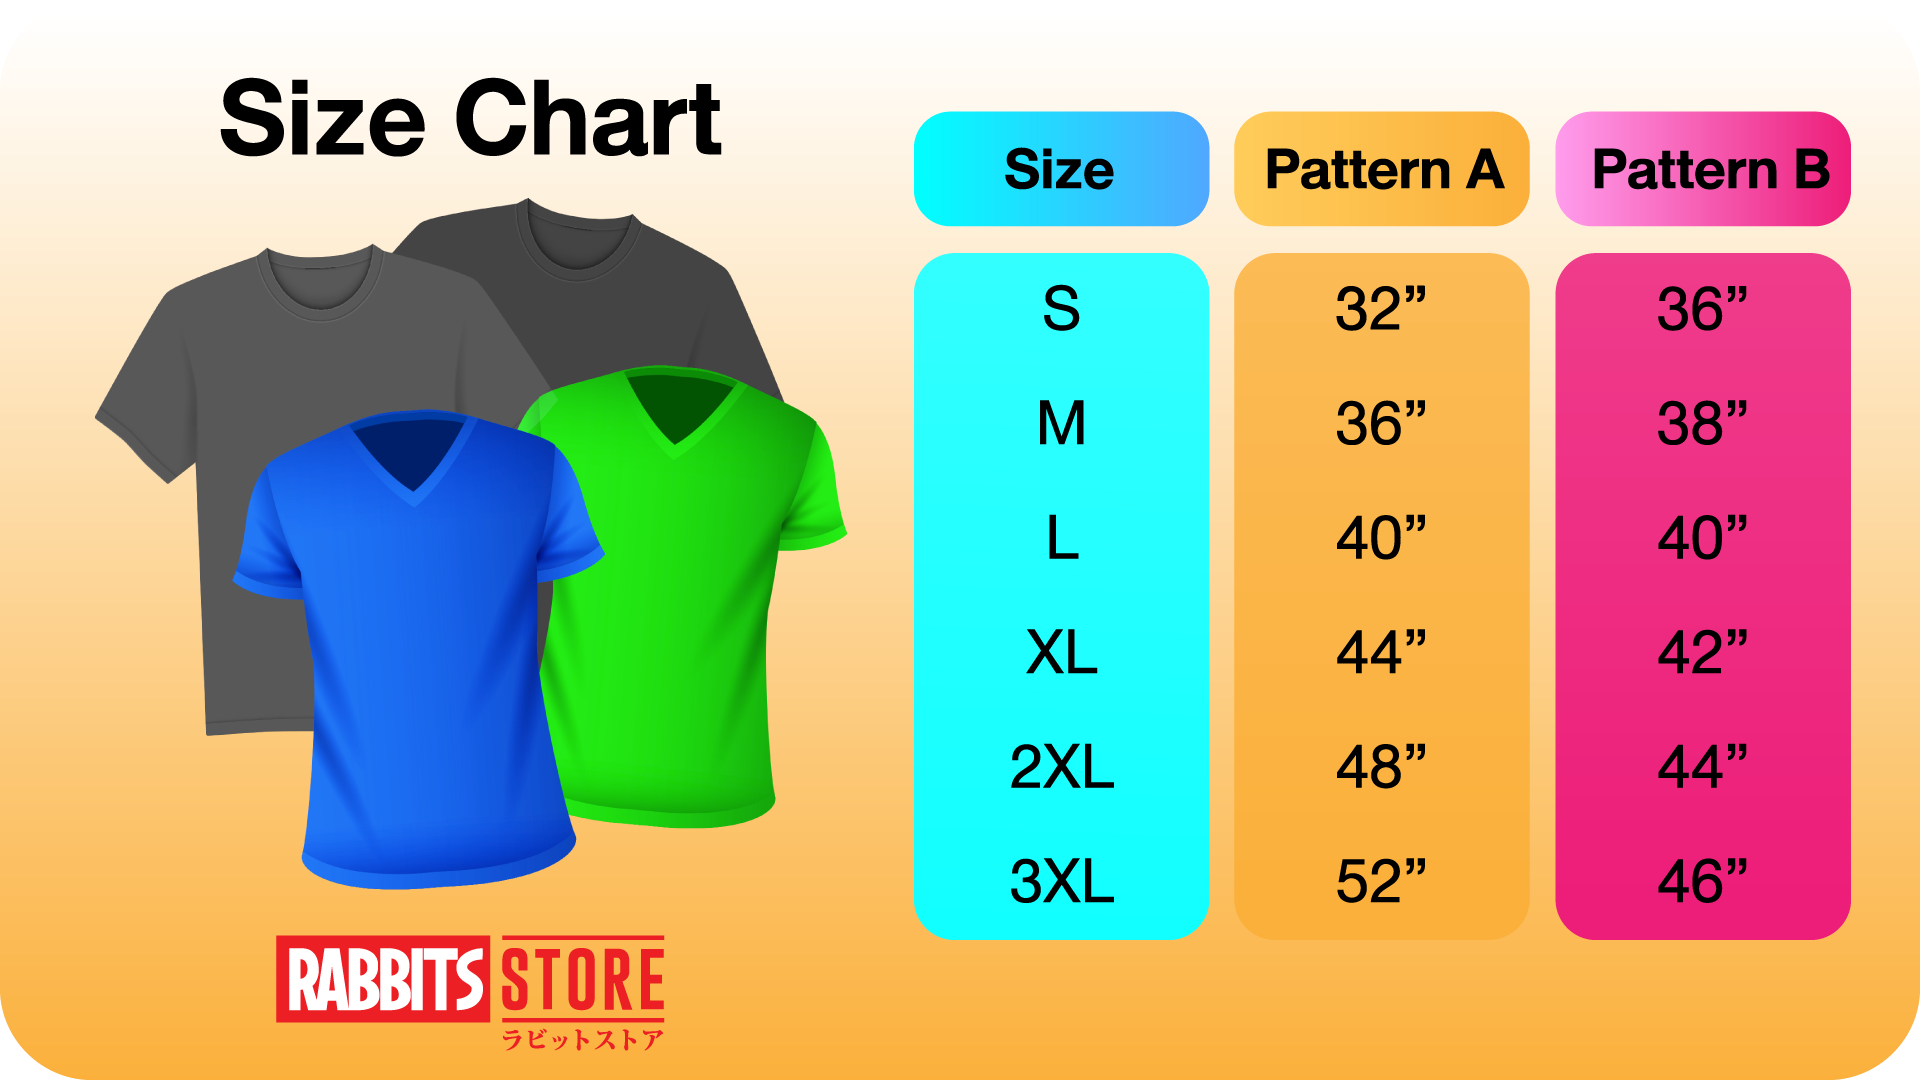 Size Chart
Size Pattern A Pattern B
S 32” 36”
M 36” 38”
L 40” 40”
XL 44” 42”
2XL 48” 44”
3XL 52” 46”
RABBITS STORE
ラビットストア